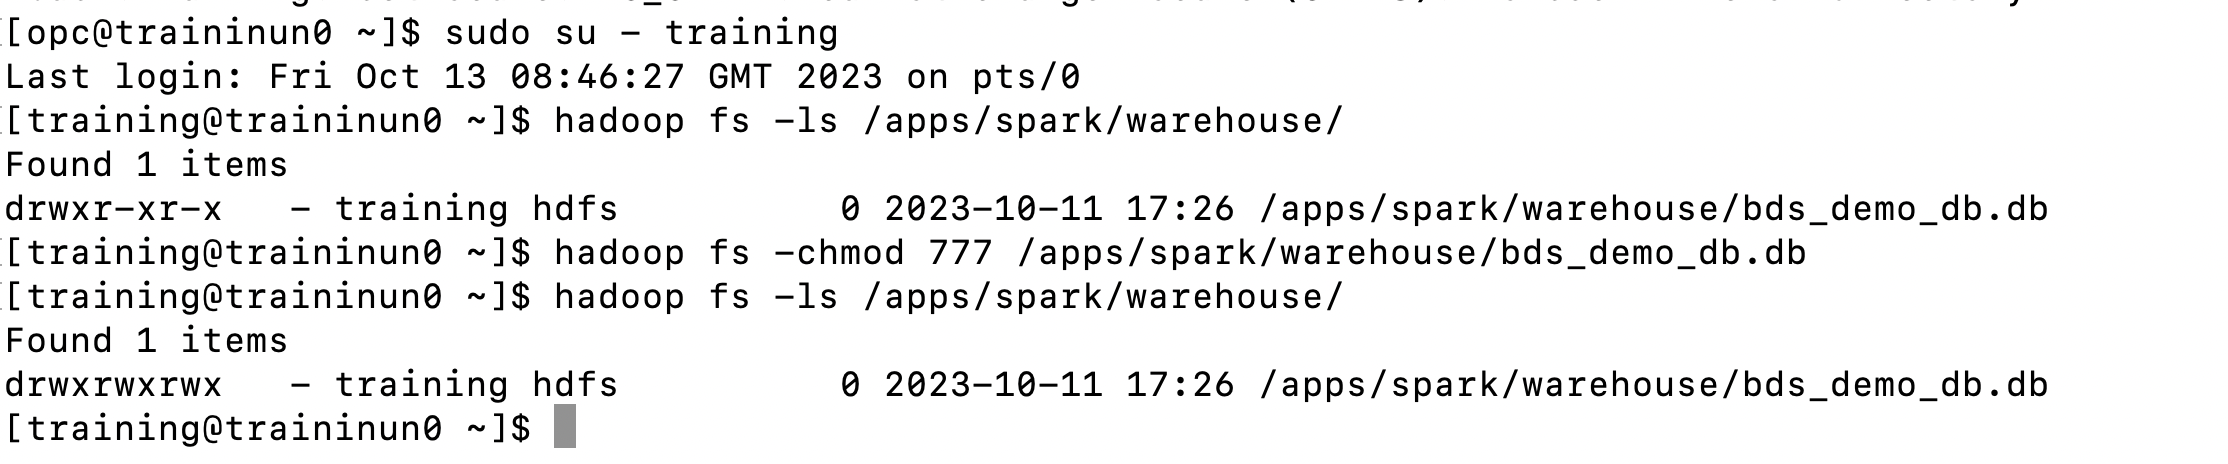 [opc@traininun0 ~]$ sudo su - training
Last login: Fri Oct 13 08:46:27 GMT 2023 on pts/0
[training@traininun0 ~]$ hadoop fs -ls /apps/spark/warehouse/
Found 1 items
drwxr-xr-x   - training hdfs          0 2023-10-11 17:26 /apps/spark/warehouse/bds_demo_db.db
[training@traininun0 ~]$ hadoop fs -chmod 777 /apps/spark/warehouse/bds_demo_db.db
[training@traininun0 ~]$ hadoop fs -ls /apps/spark/warehouse/
Found 1 items
drwxrwxrwx   - training hdfs          0 2023-10-11 17:26 /apps/spark/warehouse/bds_demo_db.db
[training@traininun0 ~]$